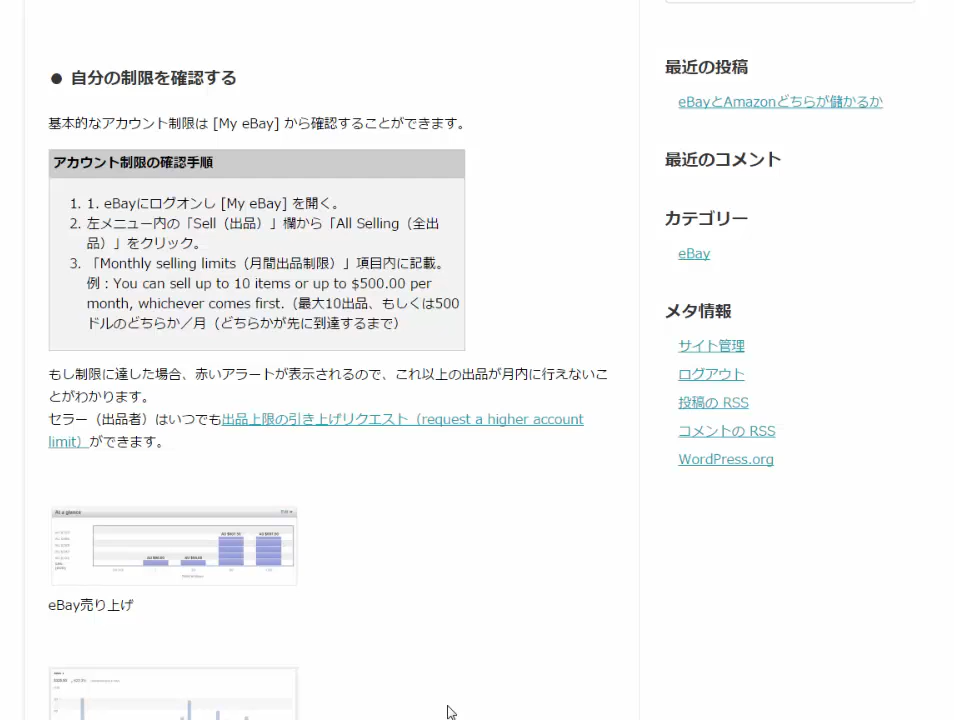 ● 自分の制限を確認する
基本的なアカウント制限は [My eBay] から確認することができます。
アカウント制限の確認手順
1. 1. eBayにログオンし [My eBay] を開く。
2. 左メニュー内の「Sell（出品）」欄から「All Selling（全出
品）」をクリック。
3. 「Monthly selling limits（月間出品制限）」項目内に記載。
例：You can sell up to 10 items or up to $500.00 per
month, whichever comes first.（最大10出品、もしくは500
ドルのどちらか／月（どちらかが先に到達するまで）
もし制限に達した場合、赤いアラートが表示されるので、これ以上の出品が月内に行えないこ
とがわかります。
セラー（出品者）はいつでも出品上限の引き上げリクエスト（request a higher account
limit）ができます。
At a glance
eBay売り上げ
最近の投稿
eBayとAmazonどちらが儲かるか
最近のコメント
カテゴリー
eBay
メタ情報
サイト管理
ログアウト
投稿の RSS
コメントの RSS
WordPress.org